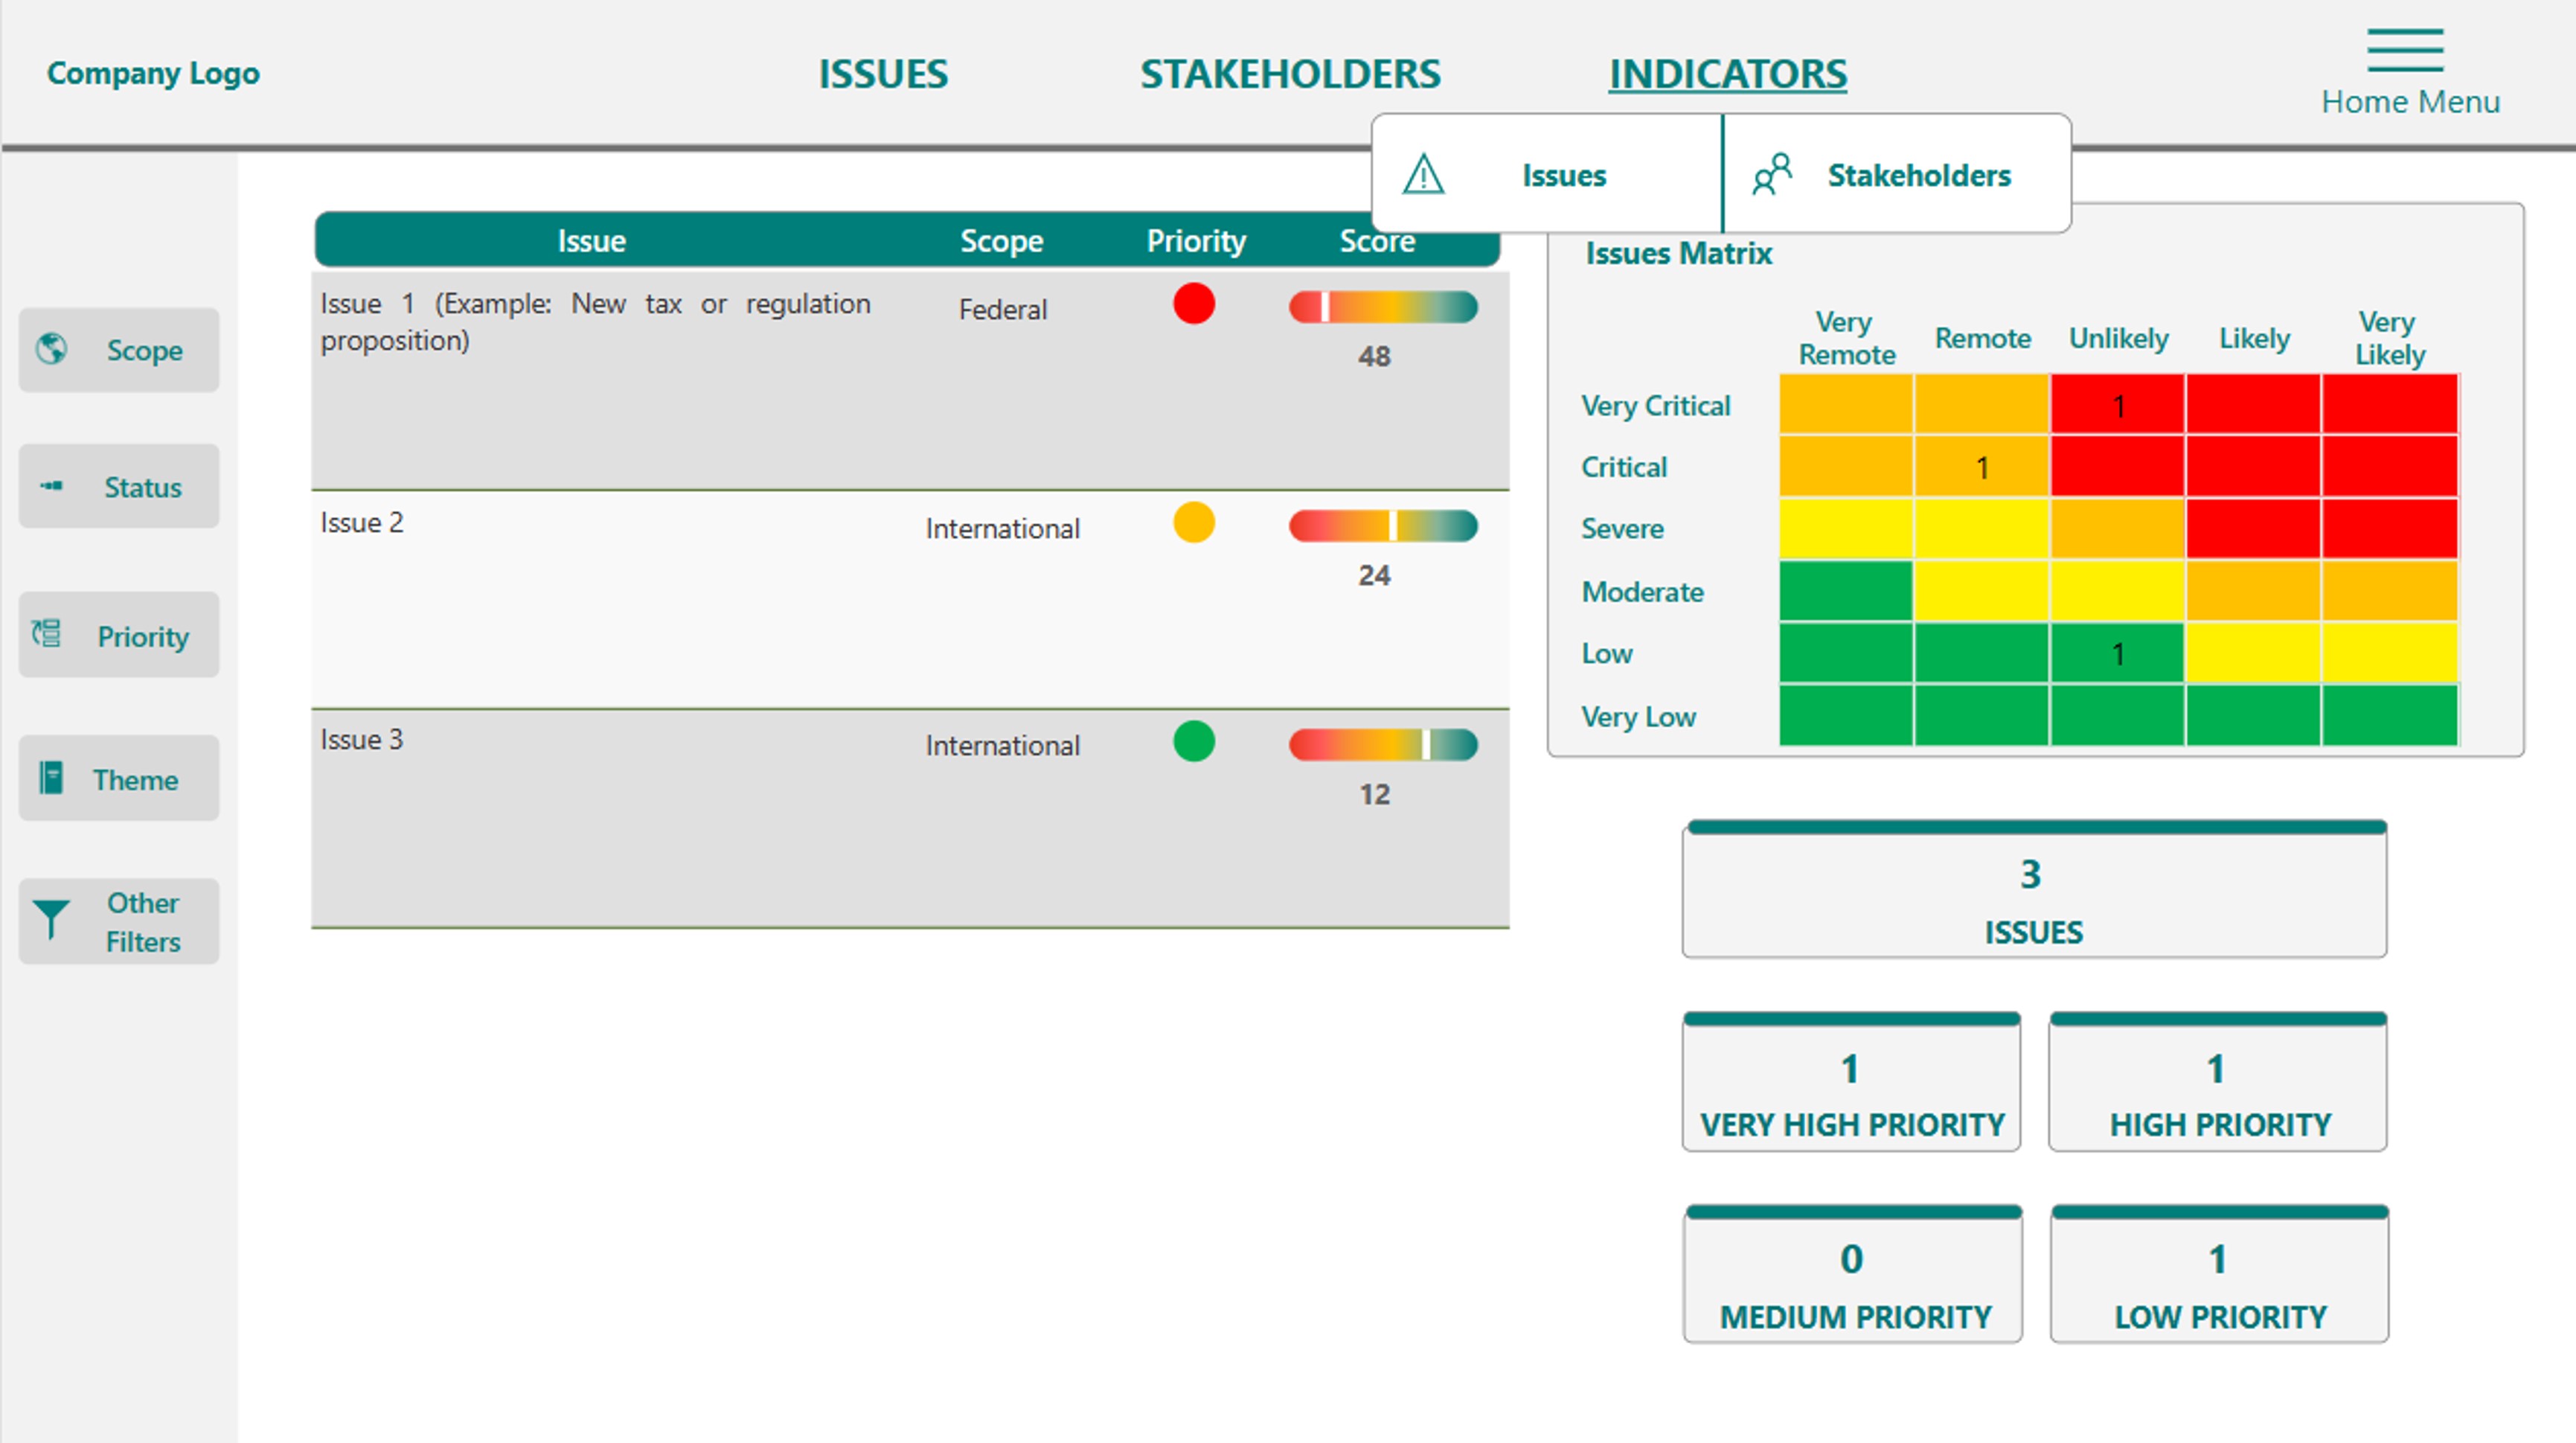 Company Logo
ISSUES
STAKEHOLDERS
INDICATORS
Home Menu
Issues
Stakeholders
Scope
Status
Priority
Theme
Other
Filters
Issue Scope Priority Score
Issue 1 (Example: New tax or regulation
proposition)
Federal
48
Issue 2
International
24
Issue 3
International
12
Issues Matrix
Very
Remote
Remote
Unlikely
Likely
Very
Likely
Very Critical 1
Critical 1
Severe
Moderate
Low 1
Very Low
3
ISSUES
1
VERY HIGH PRIORITY
1
HIGH PRIORITY
0
MEDIUM PRIORITY
1
LOW PRIORITY